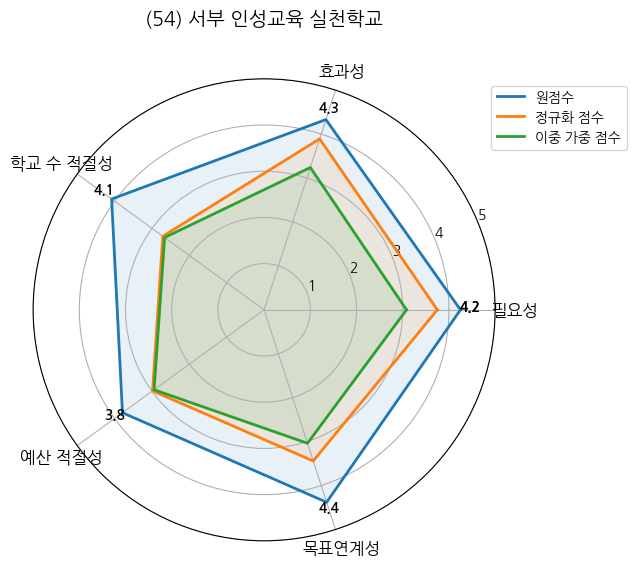 (54) 서부 인성교육 실천학교
효과성
4.3
원점수
정규화 점수
이중 가중 점수
학교 수 적절성
4.1
5
4
3
2
1
4.2
필요성
3.8
예산 적절성
4.4
목표연계성